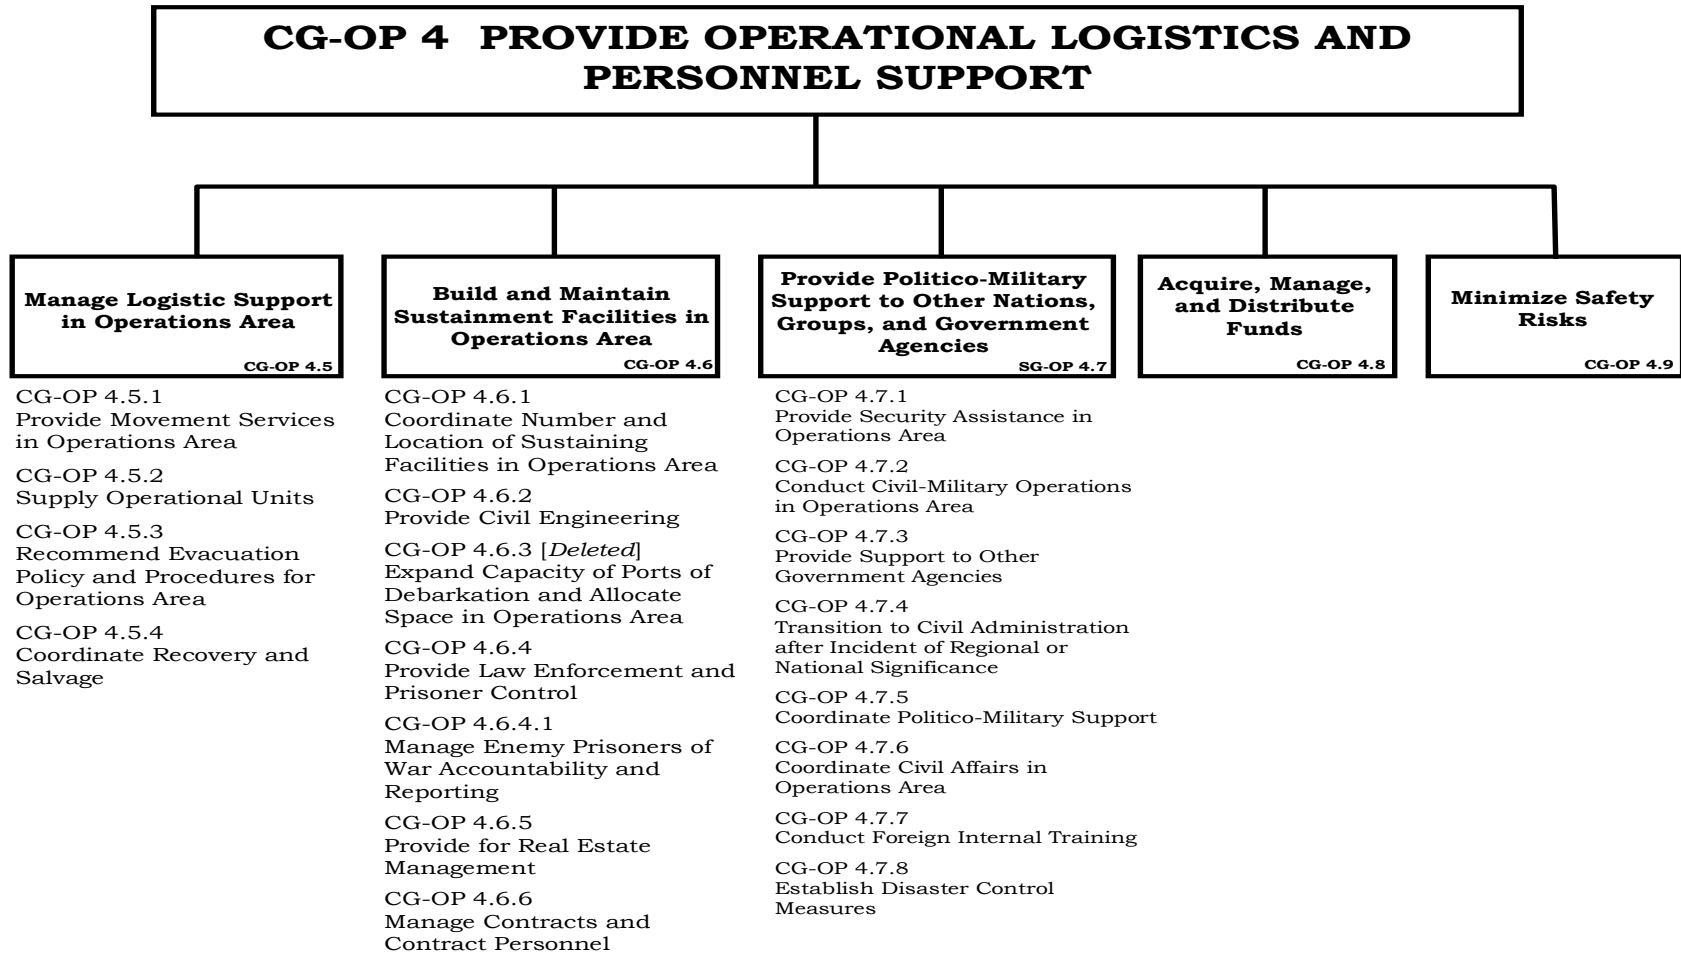 CG-OP 4 PROVIDE OPERATIONAL LOGISTICS AND
PERSONNEL SUPPORT
Manage Logistic Support
in Operations Area
CG-OP 4.5
CG-OP 4.5.1
Provide Movement Services
in Operations Area
CG-OP 4.5.2
Supply Operational Units
CG-OP 4.5.3
Recommend Evacuation
Policy and Procedures for
Operations Area
CG-OP 4.5.4
Coordinate Recovery and
Salvage
Build and Maintain
Sustainment Facilities in
Operations Area
CG-OP 4.6
CG-OP 4.6.1
Coordinate Number and
Location of Sustaining
Facilities in Operations Area
CG-OP 4.6.2
Provide Civil Engineering
CG-OP 4.6.3 [Deleted]
Expand Capacity of Ports of
Debarkation and Allocate
Space in Operations Area
CG-OP 4.6.4
Provide Law Enforcement and
Prisoner Control
CG-OP 4.6.4.1
Manage Enemy Prisoners of
War Accountability and
Reporting
CG-OP 4.6.5
Provide for Real Estate
Management
CG-OP 4.6.6
Manage Contracts and
Contract Personnel
Provide Politico-Military
Support to Other Nations,
Groups, and Government
Agencies
SG-OP 4.7
CG-OP 4.7.1
Provide Security Assistance in
Operations Area
CG-OP 4.7.2
Conduct Civil-Military Operations
in Operations Area
CG-OP 4.7.3
Provide Support to Other
Government Agencies
CG-OP 4.7.4
Transition to Civil Administration
after Incident of Regional or
National Significance
CG-OP 4.7.5
Coordinate Politico-Military Support
CG-OP 4.7.6
Coordinate Civil Affairs in
Operations Area
CG-OP 4.7.7
Conduct Foreign Internal Training
CG-OP 4.7.8
Establish Disaster Control
Measures
Acquire, Manage,
and Distribute
Funds
CG-OP 4.8
Minimize Safety
Risks
CG-OP 4.9